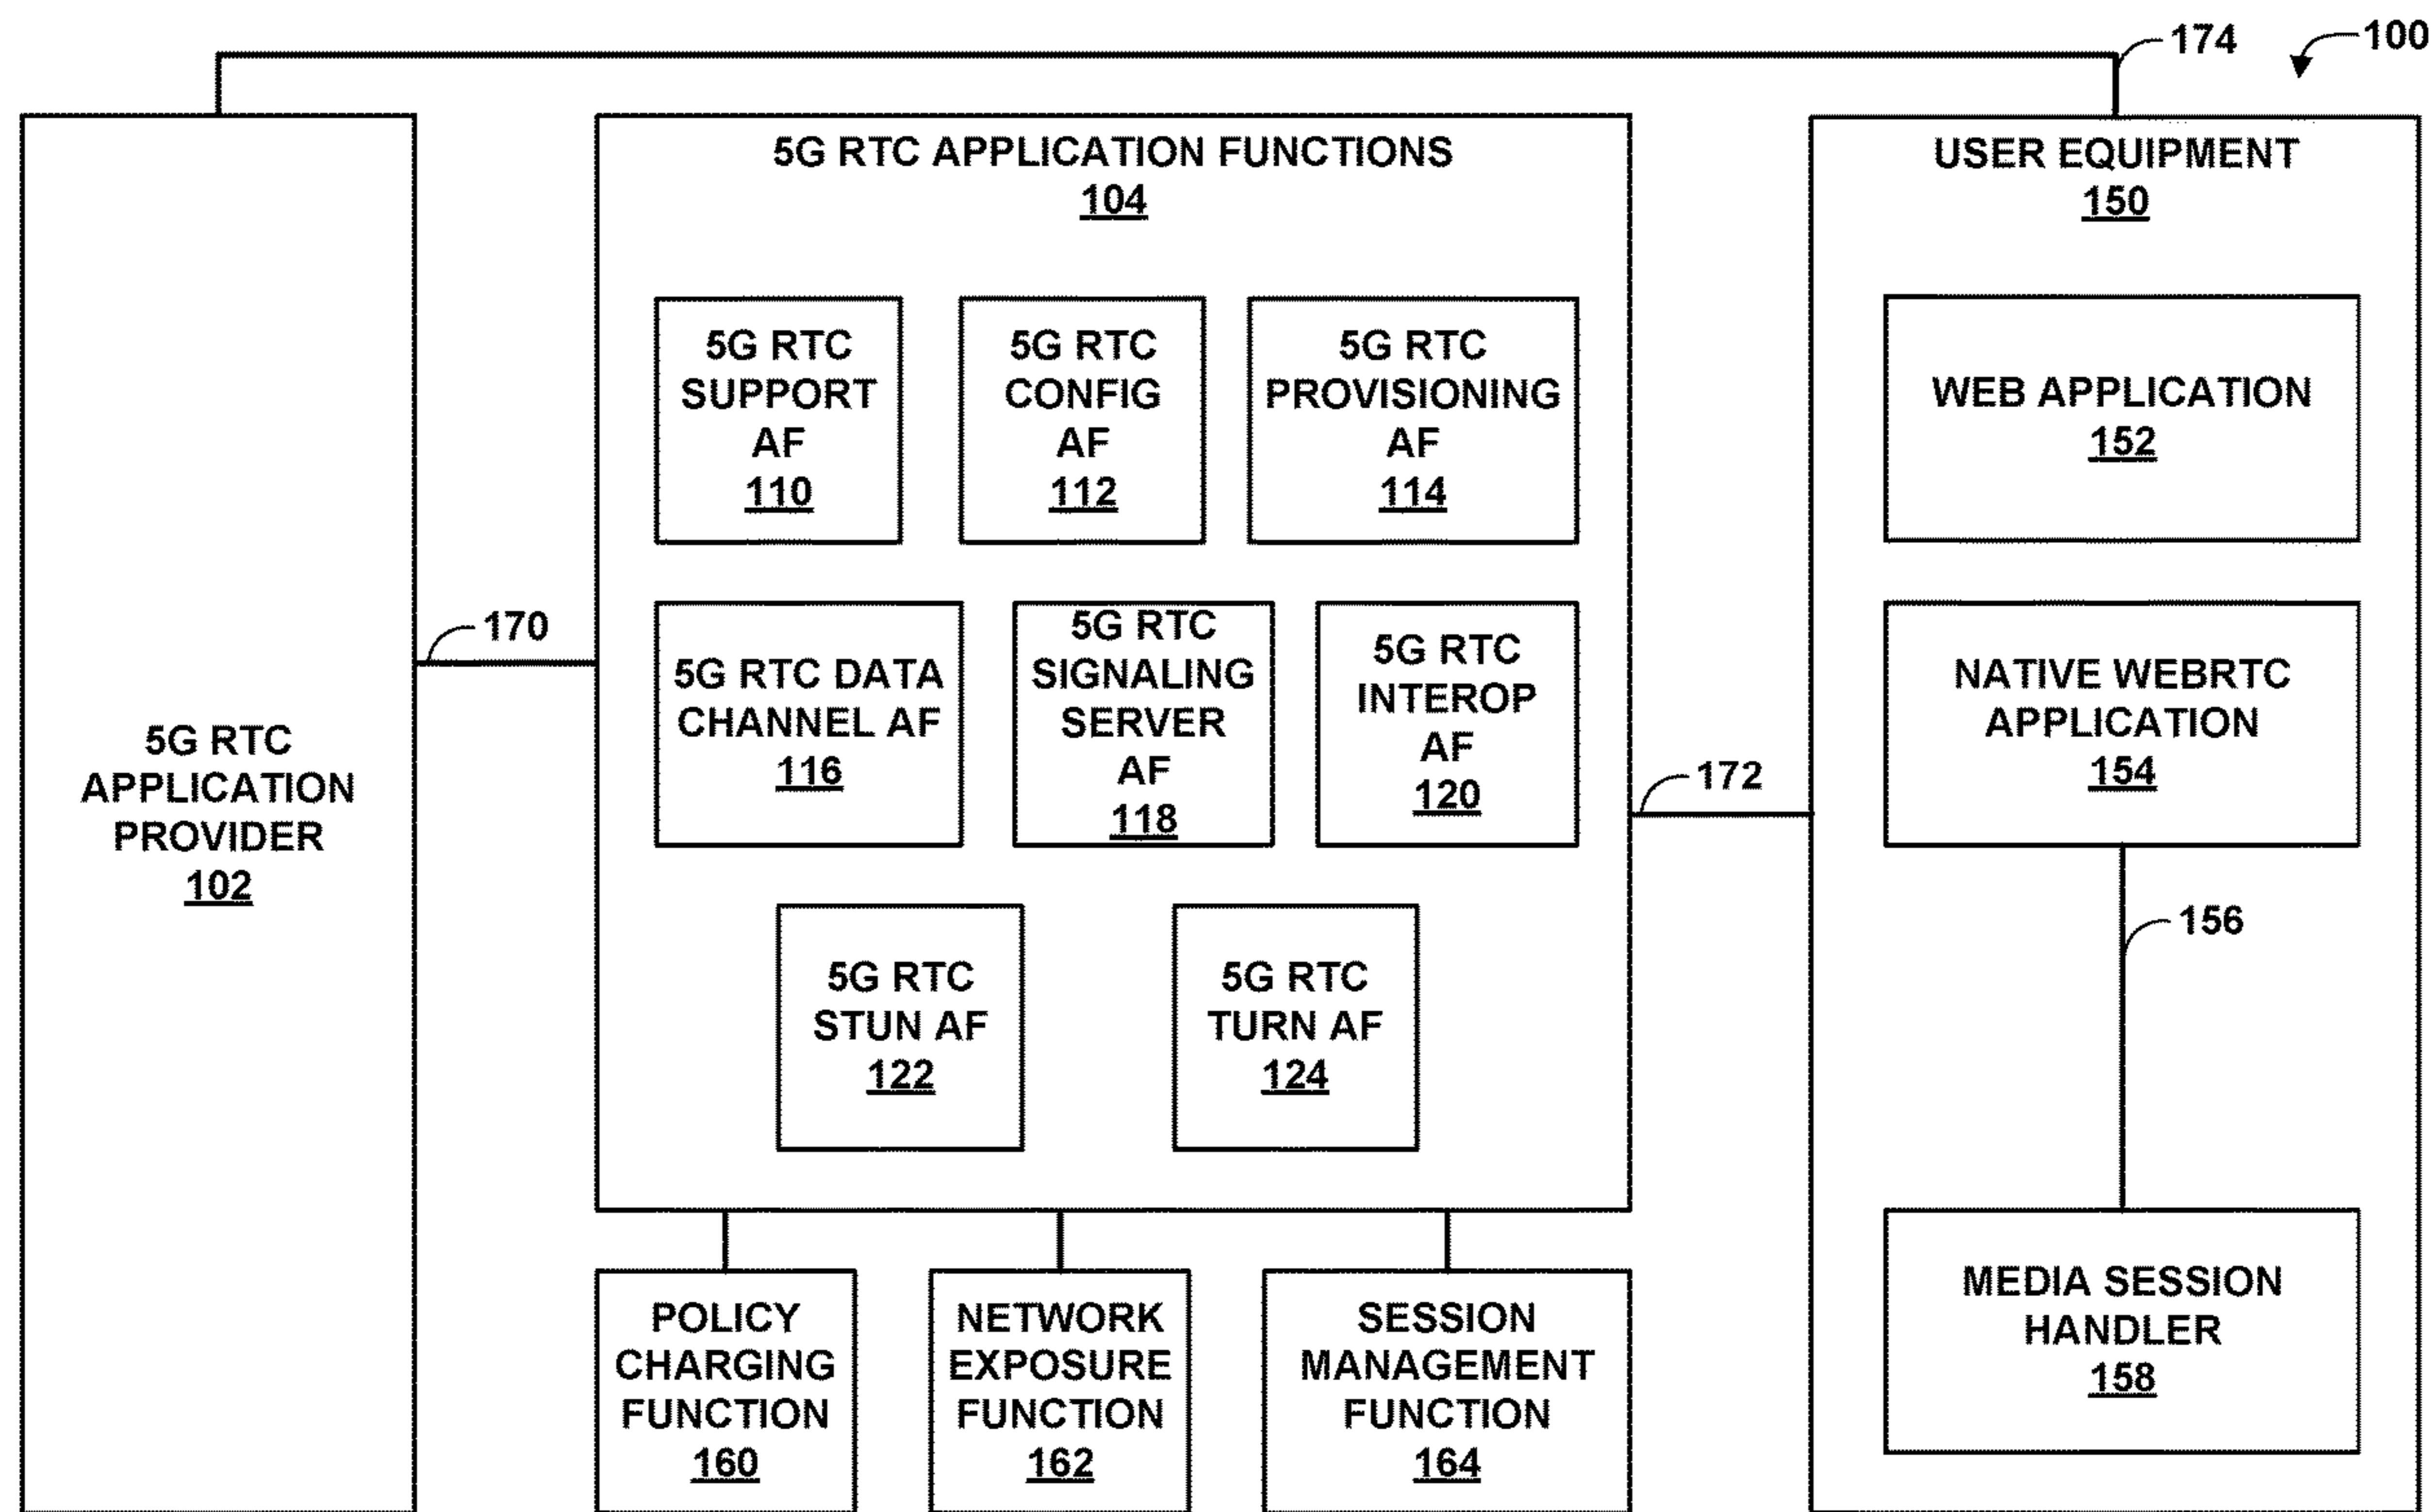 174
100
5G RTC
APPLICATION
PROVIDER
102
170
5G RTC APPLICATION FUNCTIONS
104
5G RTC
SUPPORT
AF
110
5G RTC
CONFIG
AF
112
5G RTC
PROVISIONING
AF
114
5G RTC DATA
CHANNEL AF
116
5G RTC
SIGNALING
SERVER
AF
118
5G RTC
INTEROP
AF
120
5G RTC
STUN AF
122
5G RTC
TURN AF
124
172
POLICY
CHARGING
FUNCTION
160
NETWORK
EXPOSURE
FUNCTION
162
SESSION
MANAGEMENT
FUNCTION
164
USER EQUIPMENT
150
WEB APPLICATION
152
NATIVE WEBRTC
APPLICATION
154
156
MEDIA SESSION
HANDLER
158